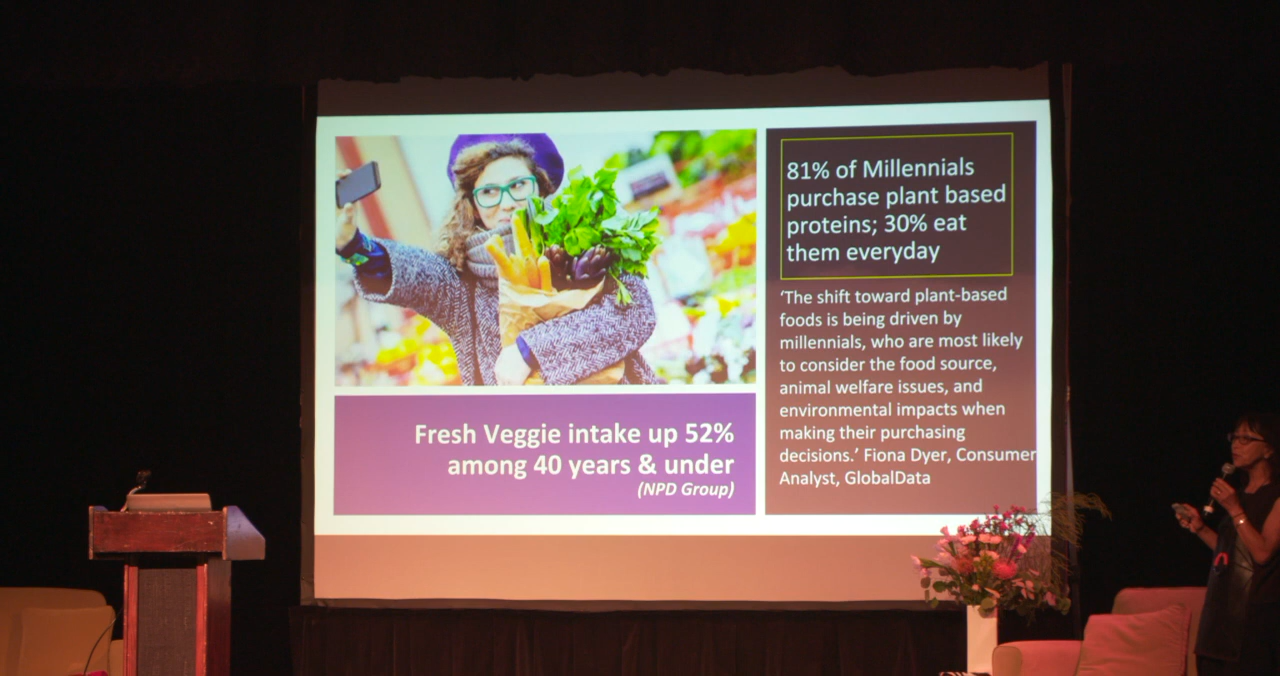 81% of Millennials
purchase plant based
proteins; 30% eat
them everyday
‘The shift toward plant-based
foods is being driven by
millennials, who are most likely
to consider the food source,
animal welfare issues, and
environmental impacts when
making their purchasing
decisions.’ Fiona Dyer, Consumer
Analyst, GlobalData
Fresh Veggie intake up 52%
among 40 years & under
(NPD Group)